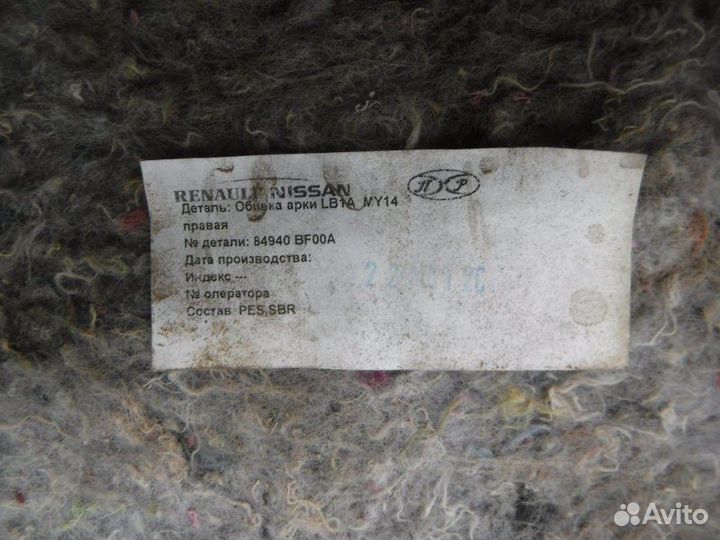 RENAULT NISSAN
ПУР
Деталь: Обивка арки LB1A MY14
правая
№ детали: 84940 BF00A
Дата производства:
Индекс ---
№ оператора
Состав PES,SBR
Avito